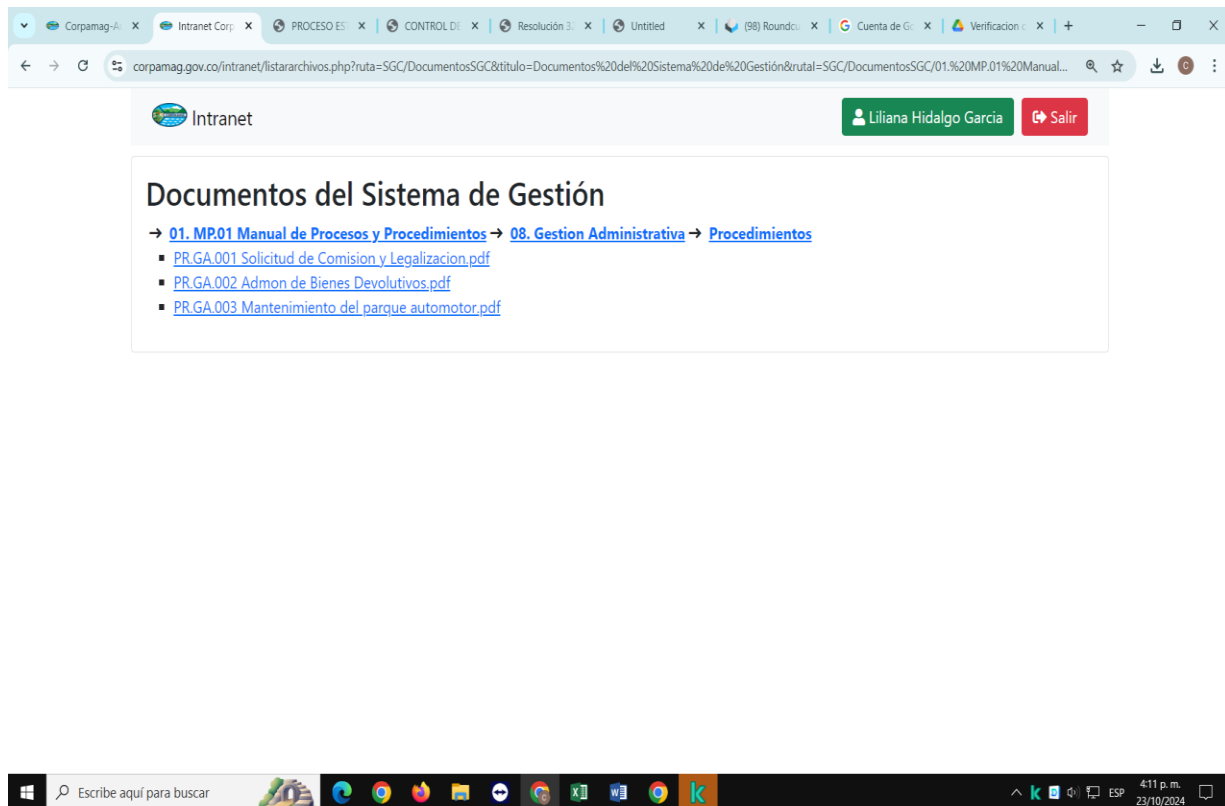 Corpamag-A
Intranet Corp
PROCESO ES
CONTROL DE
Resolución 3
Untitled
(98) Roundcu
Cuenta de Go
Verificacion c
corpamag.gov.co/intranet/listararchivos.php?ruta=SGC/DocumentosSGC&titulo=Documentos%20del%20Sistema%20de%20Gestión&rutal=SGC/DocumentosSGC/01.%20MP.01%20Manual...
Intranet
Liliana Hidalgo Garcia
Salir
Documentos del Sistema de Gestión
→ 01. MP.01 Manual de Procesos y Procedimientos → 08. Gestion Administrativa → Procedimientos
▪ PR.GA.001 Solicitud de Comision y Legalizacion.pdf
▪ PR.GA.002 Admon de Bienes Devolutivos.pdf
▪ PR.GA.003 Mantenimiento del parque automotor.pdf
Escribe aquí para buscar
ESP
4:11 p. m.
23/10/2024